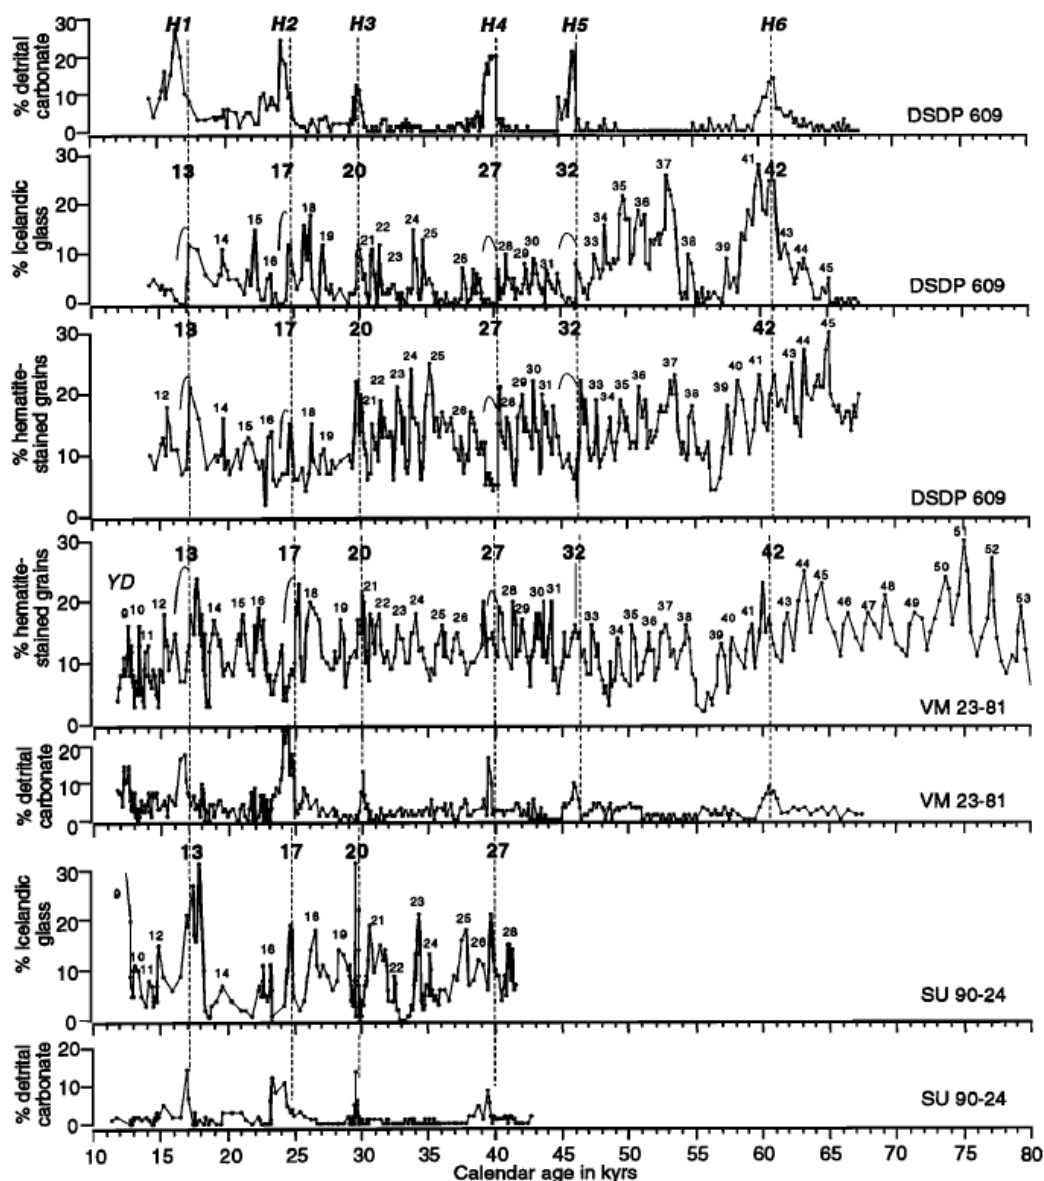 H1 H2 H3 H4 H5 H6
% detrital carbonate
30
20
10
0
DSDP 609
% Icelandic glass
30
20
10
0
13 17 20 27 32 42
14 15 16 18 19 21 22 23 24 25 26 28 29 30 31 33 34 35 36 37 38 39 41 43 44 45
DSDP 609
% hematite-stained grains
30
20
10
0
13 17 20 27 32 42
12 14 15 16 18 19 21 22 23 24 25 26 28 29 30 31 33 34 35 36 37 38 39 40 41 43 44 45
DSDP 609
% hematite-stained grains
30
20
10
0
YD
13 17 20 27 32 42
9 10 11 12 14 15 16 18 19 21 22 23 24 25 26 28 29 30 31 33 34 35 36 37 38 39 40 41 43 44 45 46 47 48 49 50 51 52 53
VM 23-81
% detrital carbonate
20
10
0
VM 23-81
% Icelandic glass
30
20
10
0
13 17 20 27
9 10 11 12 14 16 18 19 21 22 23 24 25 26 28
SU 90-24
% detrital carbonate
20
10
0
SU 90-24
10 15 20 25 30 35 40 45 50 55 60 65 70 75 80
Calendar age in kyrs